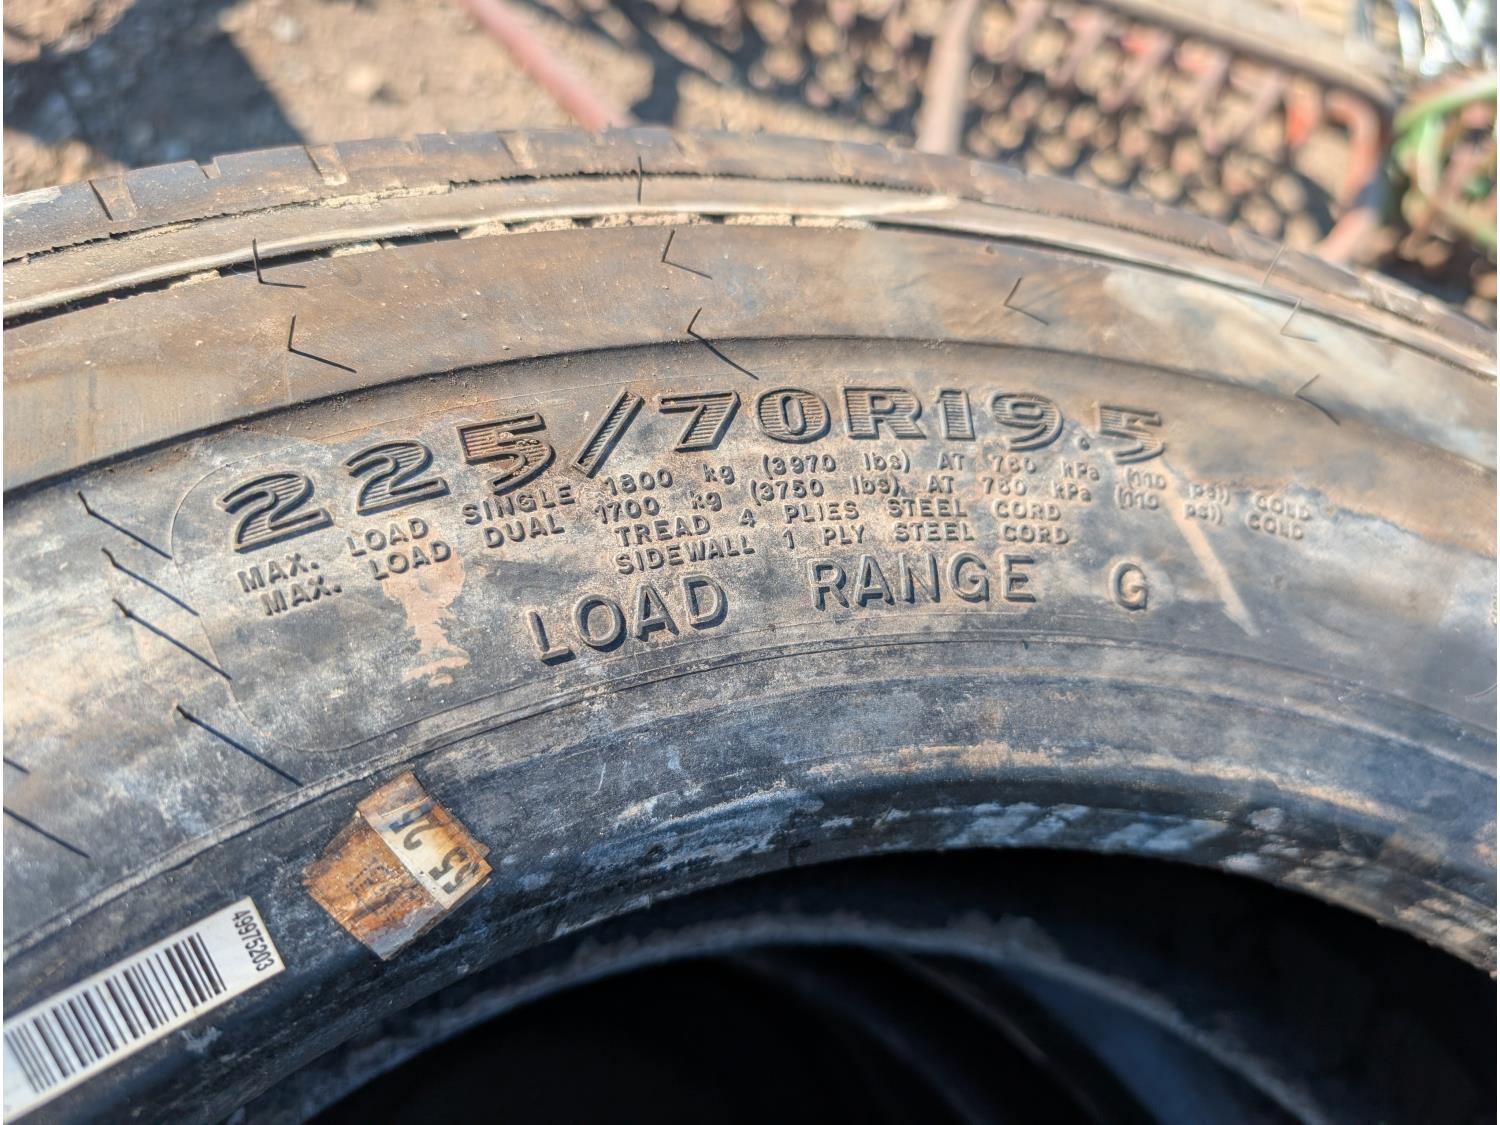 225/70R19.5
MAX. LOAD SINGLE 1800 kg (3970 lbs) AT 760 kPa (110 psi) COLD
MAX. LOAD DUAL 1700 kg (3750 lbs) AT 760 kPa (110 psi) COLD
TREAD 4 PLIES STEEL CORD
SIDEWALL 1 PLY STEEL CORD
LOAD RANGE G
49975203